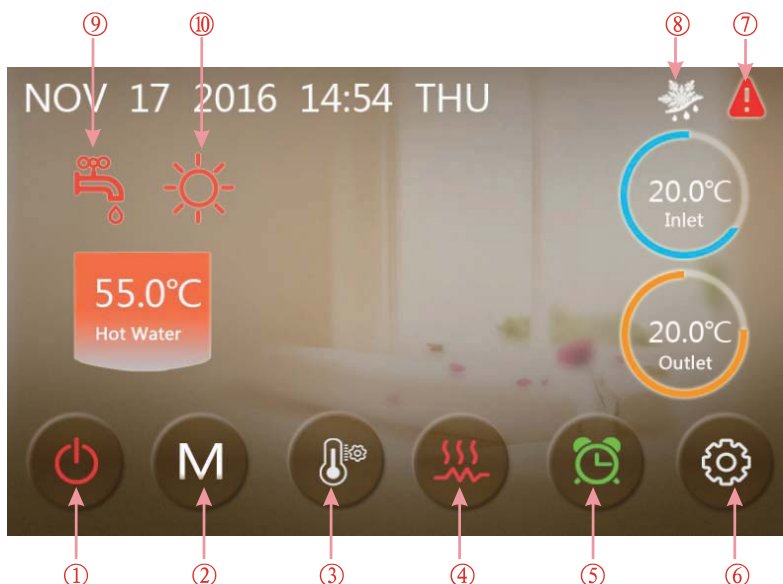 ⑨ ⑩ ⑧ ⑦
NOV 17 2016 14:54 THU
20.0°C
Inlet
55.0°C
Hot Water
20.0°C
Outlet
M
① ② ③ ④ ⑤ ⑥